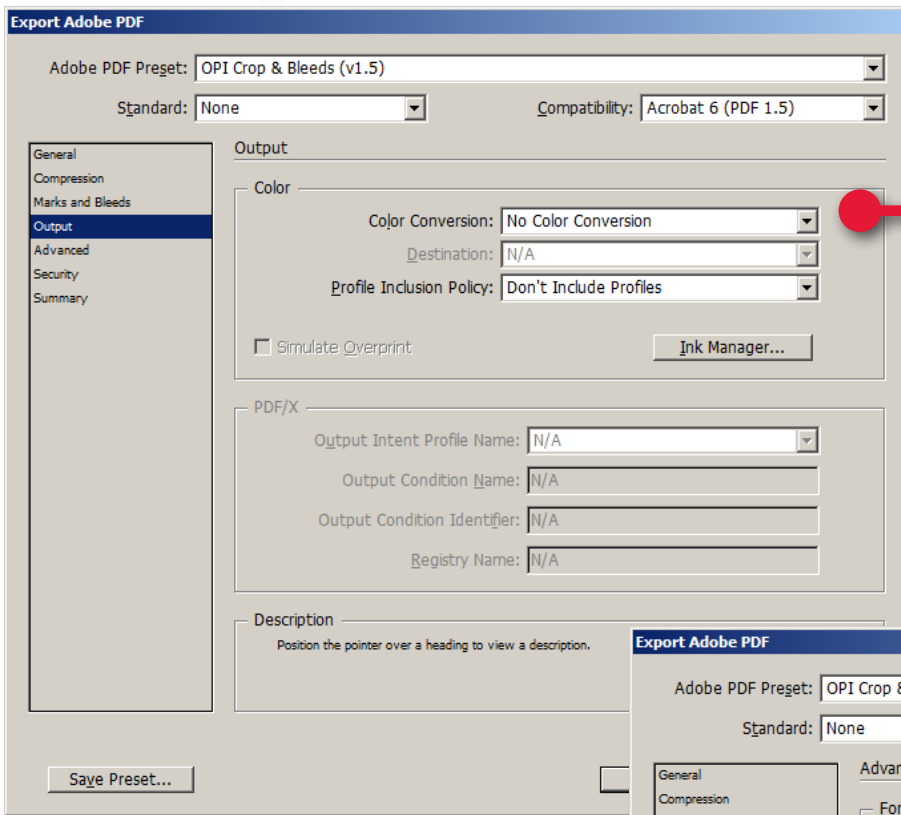 Export Adobe PDF
Adobe PDF Preset: OPI Crop & Bleeds (v1.5)
Standard: None Compatibility: Acrobat 6 (PDF 1.5)
General
Compression
Marks and Bleeds
Output
Advanced
Security
Summary
Output
Color
Color Conversion: No Color Conversion
Destination: N/A
Profile Inclusion Policy: Don't Include Profiles
Simulate Overprint Ink Manager...
PDF/X
Output Intent Profile Name: N/A
Output Condition Name: N/A
Output Condition Identifier: N/A
Registry Name: N/A
Description
Position the pointer over a heading to view a description.
Save Preset...
Export Adobe PDF
Adobe PDF Preset: OPI Crop
Standard: None
General
Compression